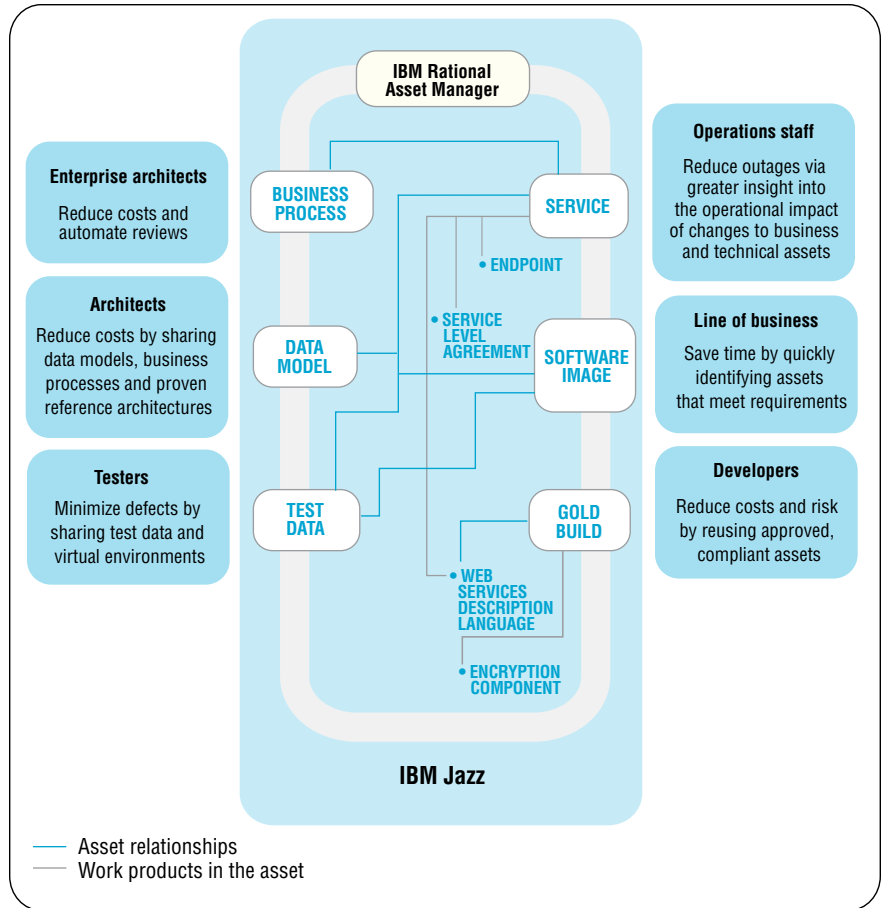 IBM Rational
Asset Manager
Enterprise architects
Reduce costs and
automate reviews
Architects
Reduce costs by sharing
data models, business
processes and proven
reference architectures
Testers
Minimize defects by
sharing test data and
virtual environments
BUSINESS
PROCESS
DATA
MODEL
TEST
DATA
SERVICE
• ENDPOINT
• SERVICE
LEVEL
AGREEMENT
SOFTWARE
IMAGE
GOLD
BUILD
• WEB
SERVICES
DESCRIPTION
LANGUAGE
• ENCRYPTION
COMPONENT
Operations staff
Reduce outages via
greater insight into
the operational impact
of changes to business
and technical assets
Line of business
Save time by quickly
identifying assets
that meet requirements
Developers
Reduce costs and risk
by reusing approved,
compliant assets
IBM Jazz
Asset relationships
Work products in the asset